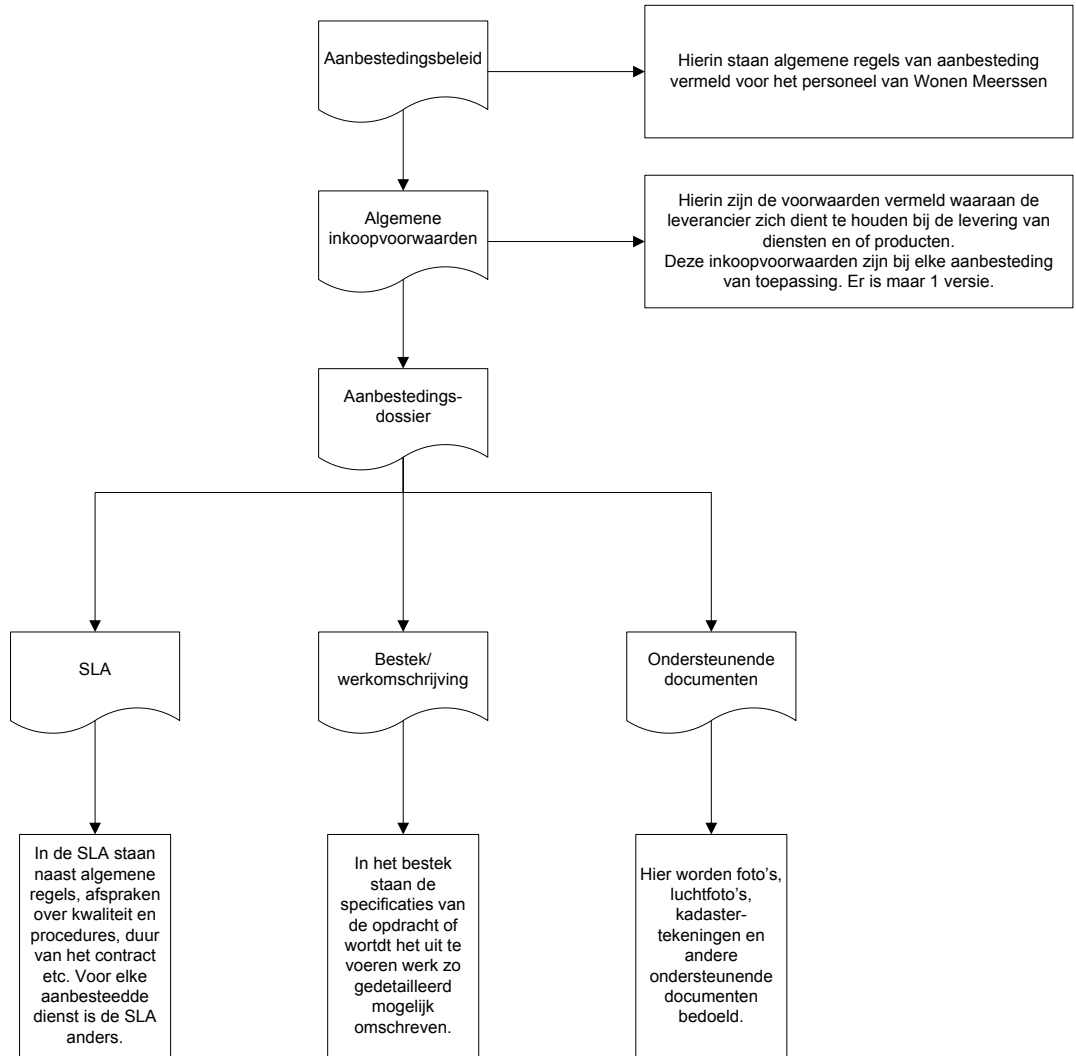 Aanbestedingsbeleid
Hierin staan algemene regels van aanbesteding
vermeld voor het personeel van Wonen Meerssen
Algemene
inkoopvoorwaarden
Hierin zijn de voorwaarden vermeld waaraan de
leverancier zich dient te houden bij de levering van
diensten en of producten.
Deze inkoopvoorwaarden zijn bij elke aanbesteding
van toepassing. Er is maar 1 versie.
Aanbestedings-
dossier
SLA
Bestek/
werkomschrijving
Ondersteunende
documenten
In de SLA staan
naast algemene
regels, afspraken
over kwaliteit en
procedures, duur
van het contract
etc. Voor elke
aanbesteedde
dienst is de SLA
anders.
In het bestek
staan de
specificaties van
de opdracht of
wortdt het uit te
voeren werk zo
gedetailleerd
mogelijk
omschreven.
Hier worden foto's,
luchtfoto's,
kadaster-
tekeningen en
andere
ondersteunende
documenten
bedoeld.